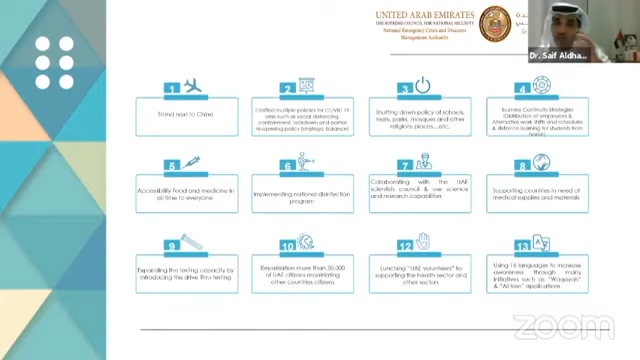 UNITED ARAB EMIRATES
THE SUPREME COUNCIL FOR NATIONAL SECURITY
National Emergency Crisis and Disasters
Management Authority
Dr. Saif Aldha...
1
Stand next to China
2
Crafted multiple policies for COVID 19
crisis such as social distancing,
containment, lockdown and partial
re-opening policy (strategic balance)
3
Shutting down policy of schools,
malls, parks, mosques and other
religions places....etc.
4
Business Continuity Strategies
(Distribution of employees &
Alternative work shifts and schedules
& distance learning for students from
home)
5
Accessibility Food and medicine in
all time to everyone
6
Implementing national disinfection
program
7
Collaborating with the UAE
scientists council & use science
and research capabilities
8
Supporting countries in need of
medical supplies and materials
9
Expanding the testing capacity by
introducing the drive thru testing
10
Repatriation more than 50,000
of UAE citizens repatriating
other countries citizens
12
Lunching "UAE volunteers" to
supporting the health sector and
other sectors
13
Using 16 languages to increase
awareness through many
initiatives such as "Waqayah"
& applications
zoom